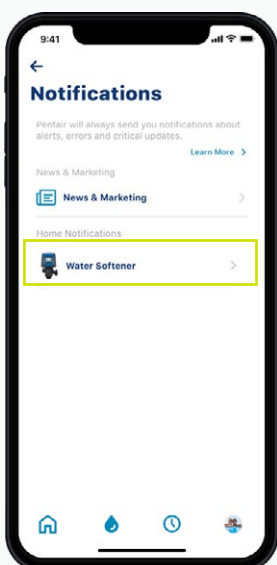 9:41
Notifications
Pentair will always send you notifications about
alerts, errors and critical updates.
Learn More >
News & Marketing
News & Marketing
Home Notifications
Water Softener